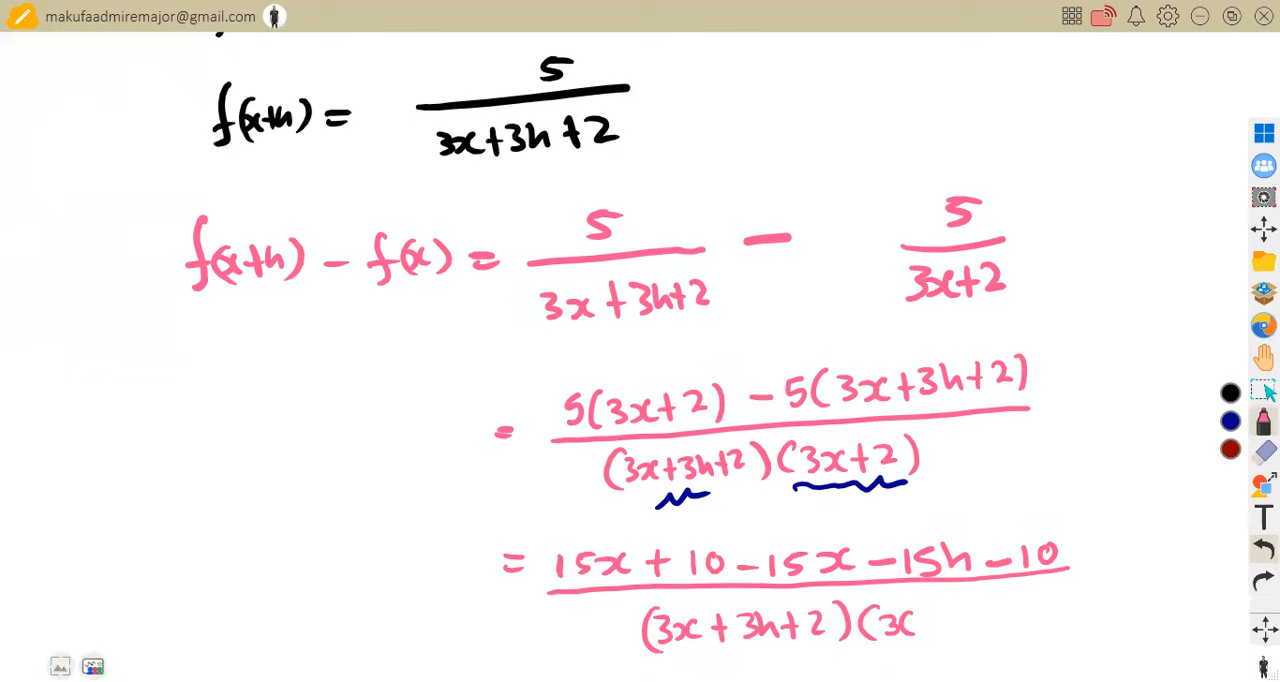 makufaadmiremajor@gmail.com
f(x+h) = 5/(3x+3h+2)
f(x+h) - f(x) = 5/(3x+3h+2) - 5/(3x+2)
= (5(3x+2) - 5(3x+3h+2))/((3x+3h+2)(3x+2))
= (15x + 10 - 15x - 15h - 10)/((3x+3h+2)(3x
T